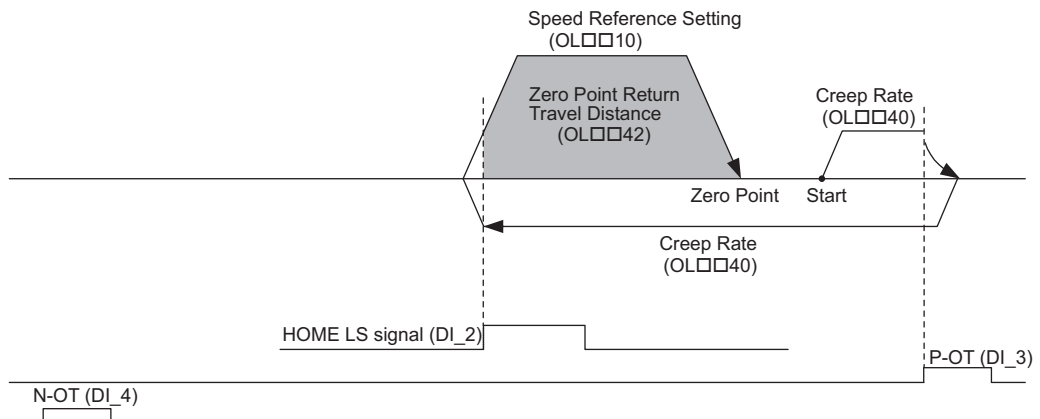 Speed Reference Setting
(OL□□10)
Zero Point Return
Travel Distance
(OL□□42)
Creep Rate
(OL□□40)
Zero Point
Start
Creep Rate
(OL□□40)
HOME LS signal (DI_2)
P-OT (DI_3)
N-OT (DI_4)